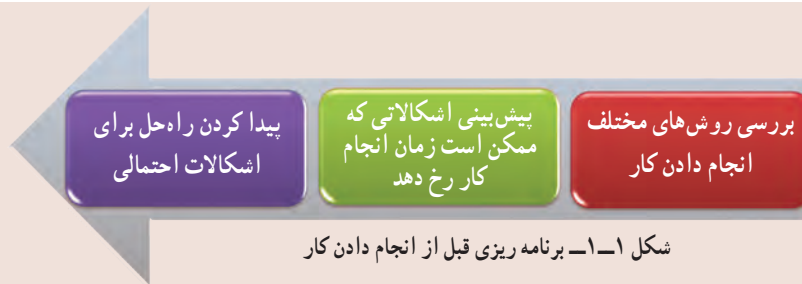 بررسی روش‌های مختلف
انجام دادن کار
پیش‌بینی اشکالاتی که
ممکن است زمان انجام
کار رخ دهد
پیدا کردن راه‌حل برای
اشکالات احتمالی
شکل ۱ــ۱ــ برنامه ریزی قبل از انجام دادن کار